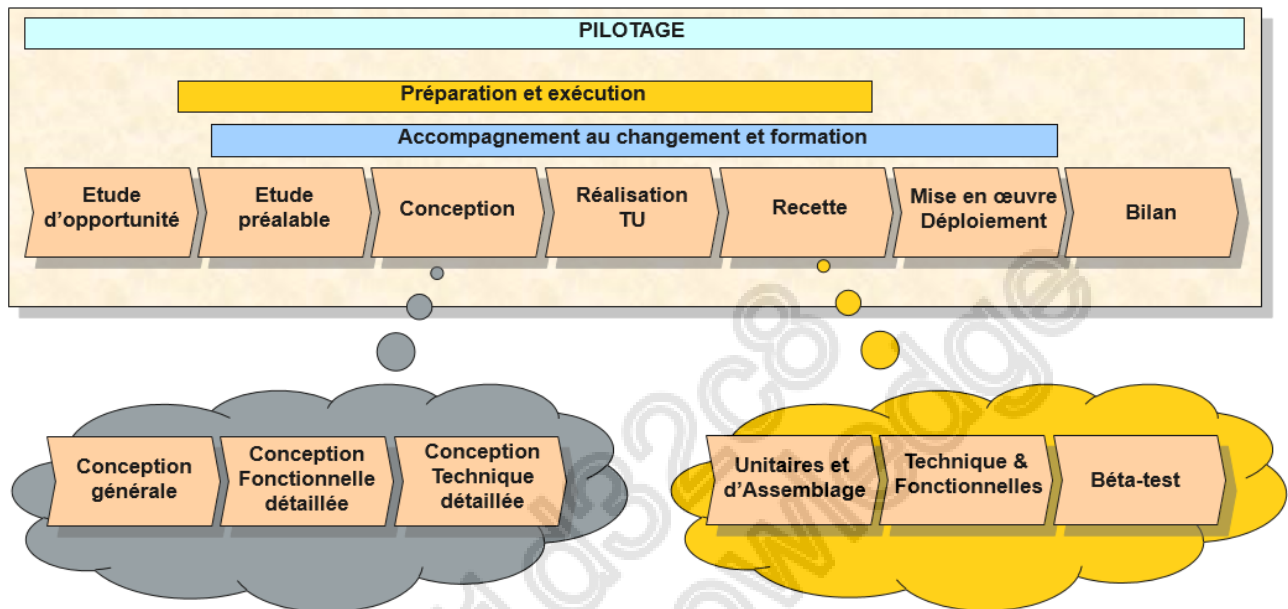 PILOTAGE
Préparation et exécution
Accompagnement au changement et formation
Etude
d'opportunité
Etude
préalable
Conception
Réalisation
TU
Recette
Mise en œuvre
Déploiement
Bilan
Conception
générale
Conception
Fonctionnelle
détaillée
Conception
Technique
détaillée
Unitaires et
d'Assemblage
Technique &
Fonctionnelles
Béta-test